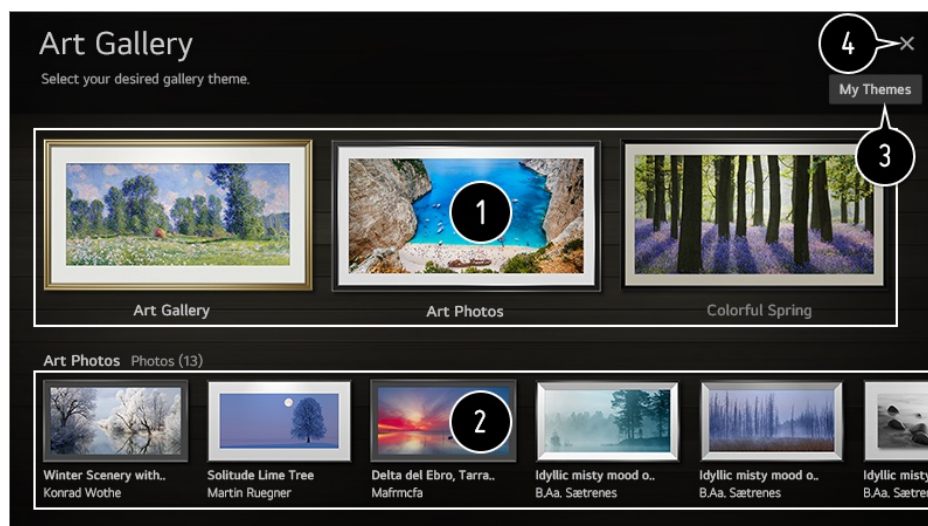 Art Gallery
Select your desired gallery theme.
4
My Themes
3
1
Art Gallery
Art Photos
Colorful Spring
Art Photos Photos (13)
2
Winter Scenery with..
Solitude Lime Tree
Delta del Ebro, Tarra..
Idyllic misty mood o..
Idyllic misty mood o..
Idyllic misty
Konrad Wothe
Martin Ruegner
Mafrmcfa
B.Aa. Sætrenes
B.Aa. Sætrenes
B.Aa. Sætre